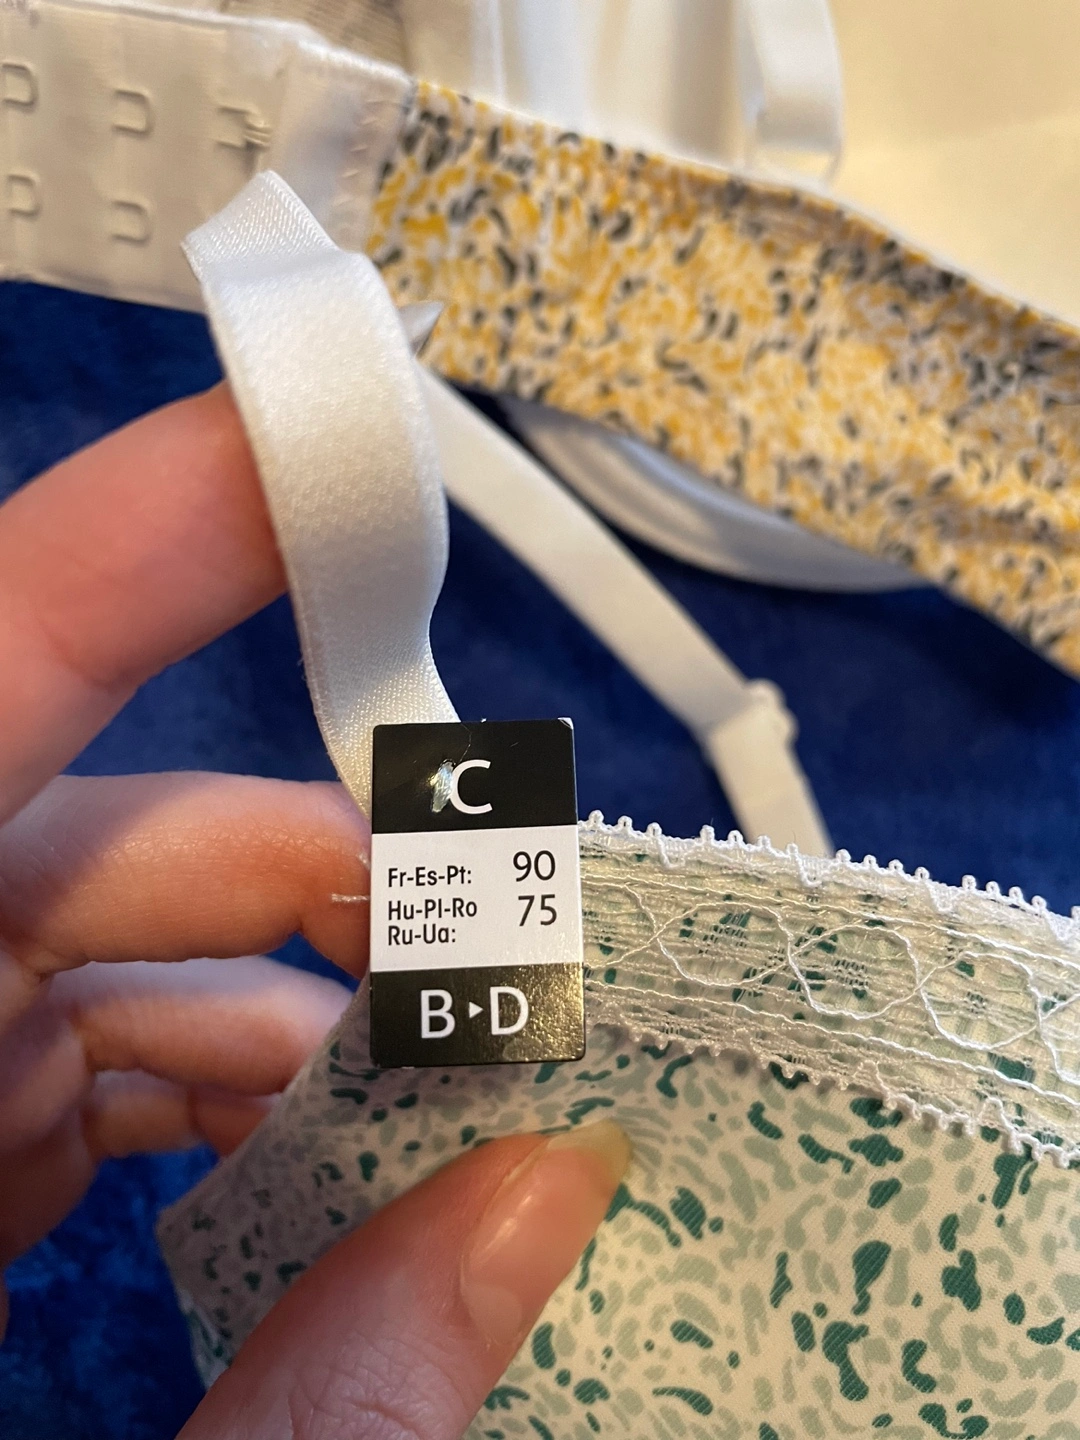 C
Fr-Es-Pt: 90
Hu-Pl-Ro 75
Ru-Ua:
B▸D